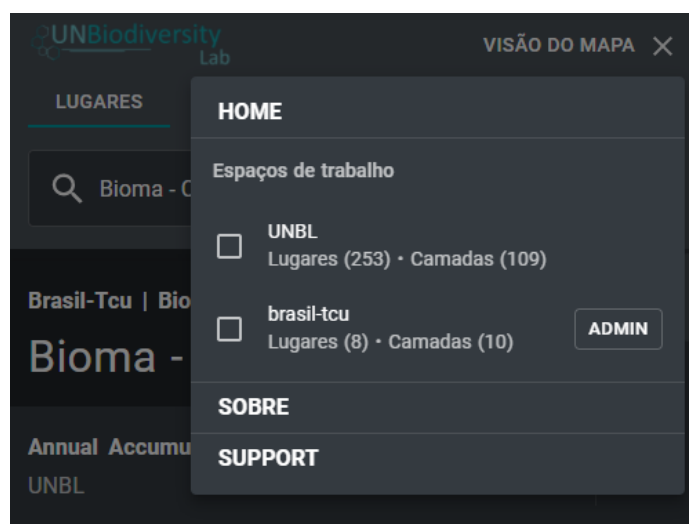 UNBiodiversity
Lab
VISÃO DO MAPA
LUGARES
HOME
Espaços de trabalho
Bioma - C
UNBL
Lugares (253) • Camadas (109)
Brasil-Tcu | Bio
brasil-tcu
Lugares (8) • Camadas (10)
ADMIN
Bioma -
SOBRE
Annual Accumu
SUPPORT
UNBL